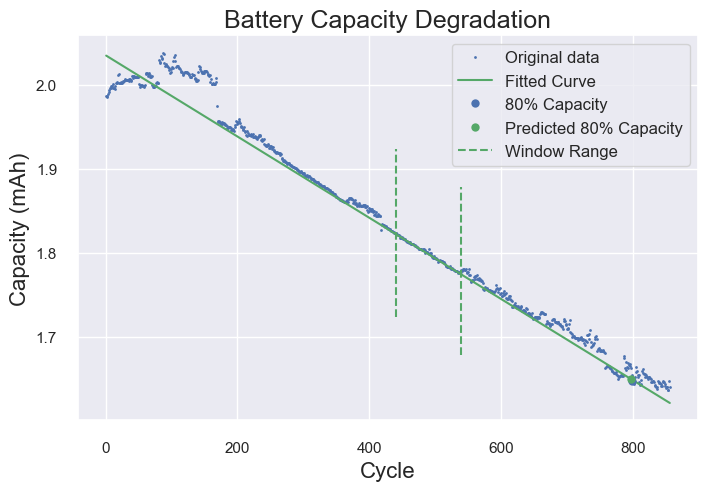 Battery Capacity Degradation
Original data
Fitted Curve
80% Capacity
Predicted 80% Capacity
Window Range
Capacity (mAh)
2.0
1.9
1.8
1.7
0 200 400 600 800
Cycle